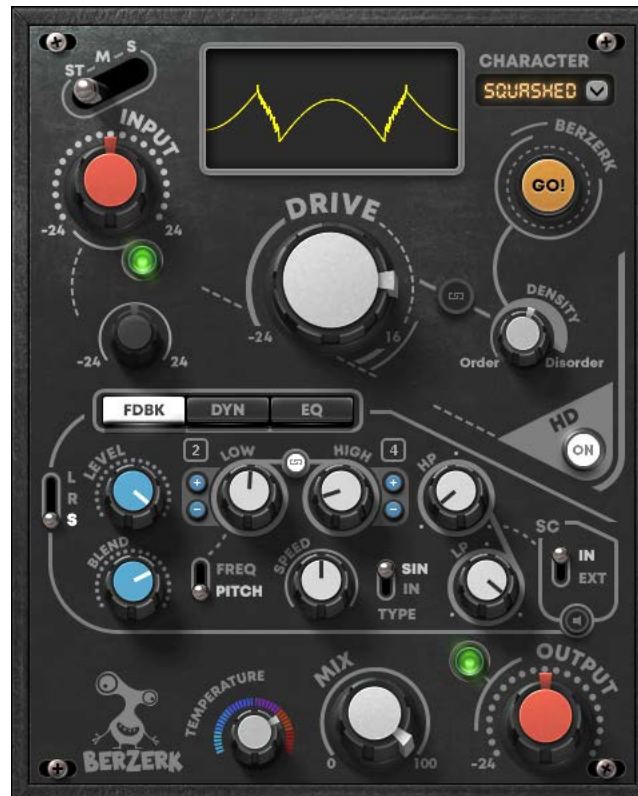 ST M S
INPUT
-24 24
-24 24
CHARACTER
SQUASHED
BERZERK
GO!
DRIVE
-24 16
DENSITY
Order Disorder
HD
ON
FDBK DYN EQ
L
R
S
LEVEL
BLEND
2 LOW HIGH 4
+ +
- -
HP
FREQ
PITCH
SPEED
SIN
IN
TYPE
LP
SC
IN
EXT
BERZERK
TEMPERATURE
MIX
0 100
OUTPUT
-24 24